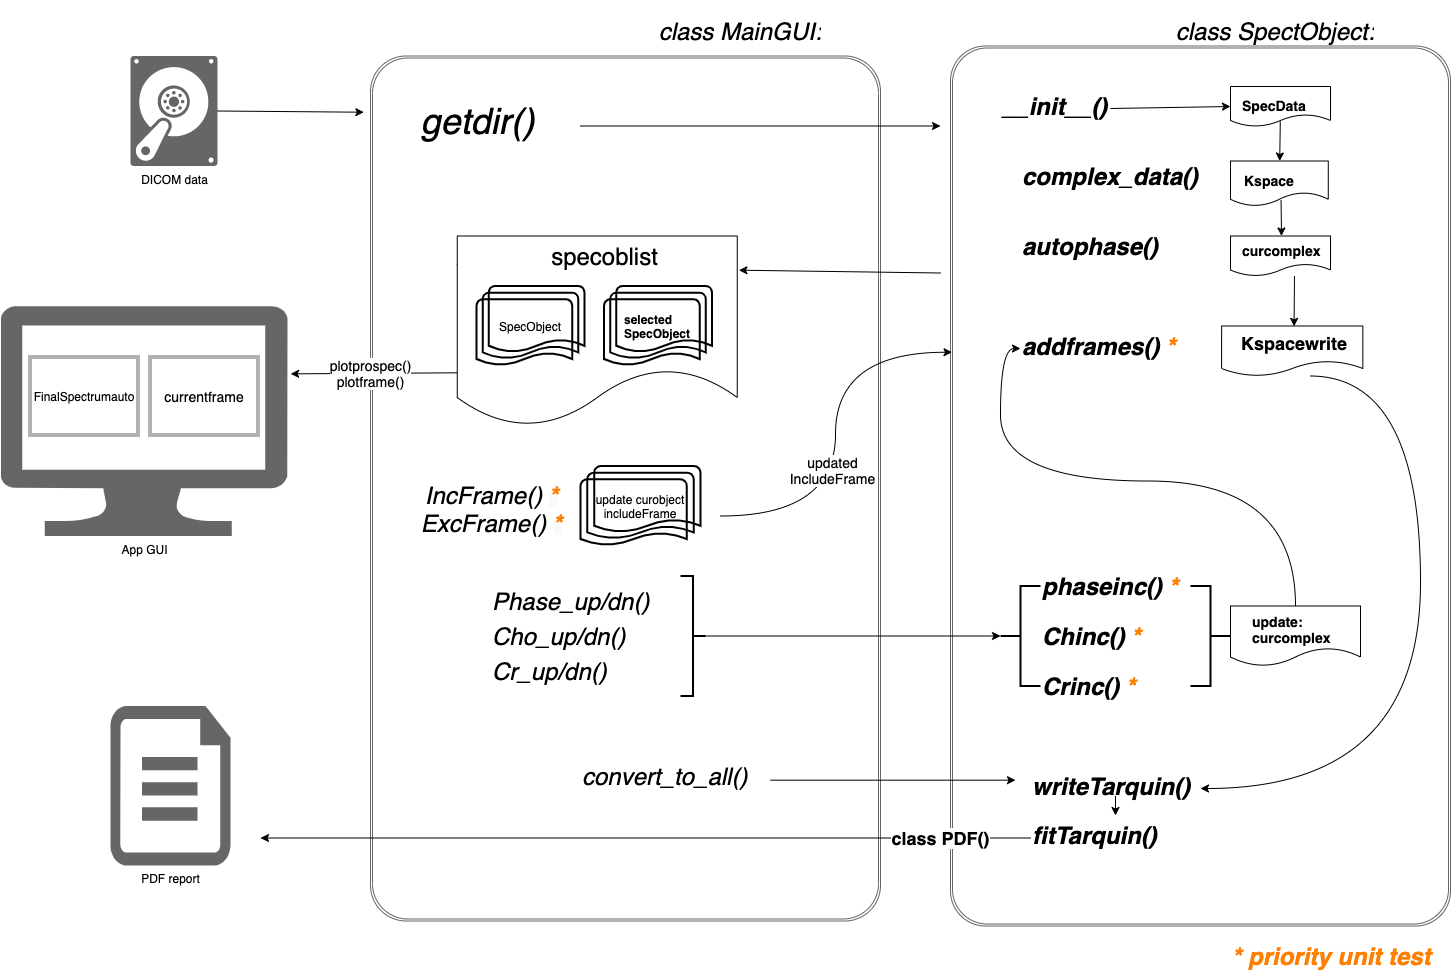 class MainGUI:
class SpectObject:
DICOM data
getdir()
__init__()
SpecData
complex_data()
Kspace
autophase()
curcomplex
specoblist
SpecObject
selected
SpecObject
addframes() *
Kspacewrite
plotprospec()
plotframe()
FinalSpectrumauto
currentframe
App GUI
updated
IncludeFrame
IncFrame() *
ExcFrame() *
update curobject
includeFrame
Phase_up/dn()
Cho_up/dn()
Cr_up/dn()
phaseinc() *
Chinc() *
Crinc() *
update:
curcomplex
convert_to_all()
writeTarquin()
class PDF()
fitTarquin()
PDF report
* priority unit test